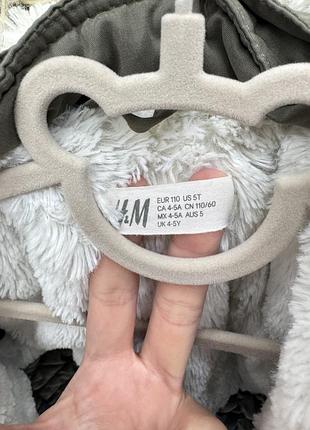 H&M
EUR 110 US 5T
CA 4-5A CN 110/60
MX 4-5A AUS 5
UK 4-5Y